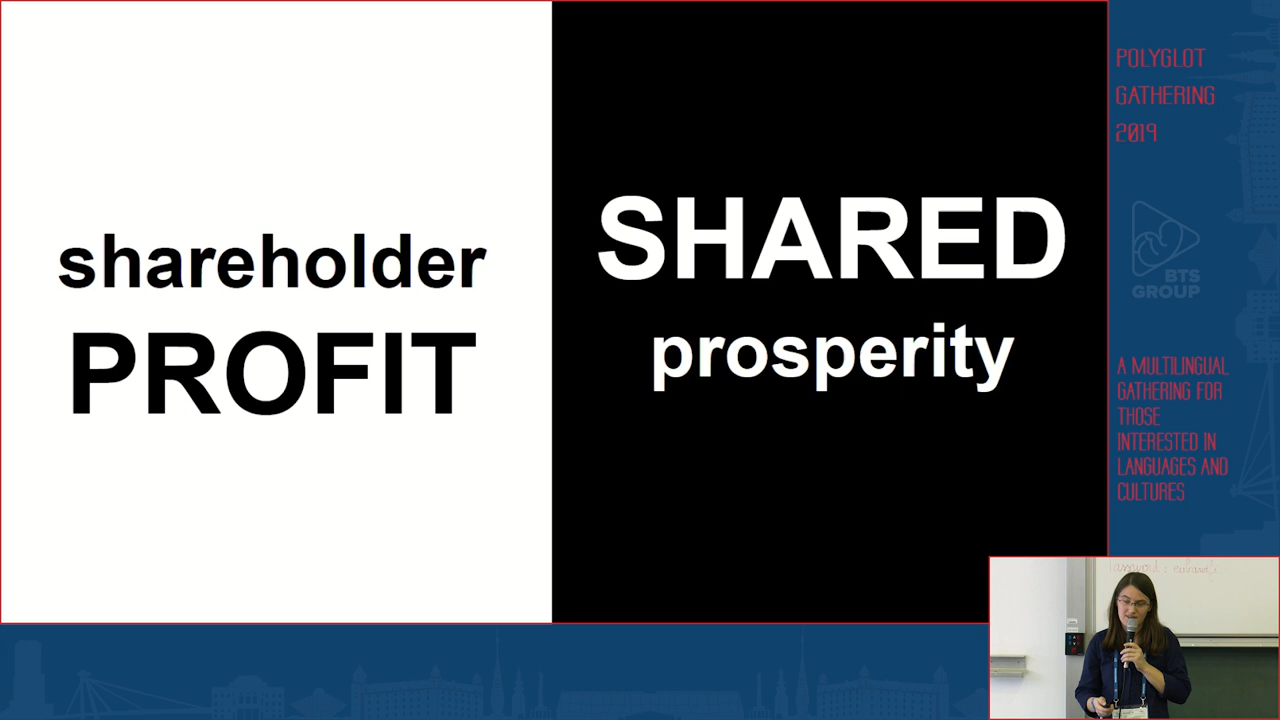 shareholder
PROFIT
SHARED
prosperity
POLYGLOT
GATHERING
2019
BTS
GROUP
A MULTILINGUAL
GATHERING FOR
THOSE
INTERESTED IN
LANGUAGES AND
CULTURES